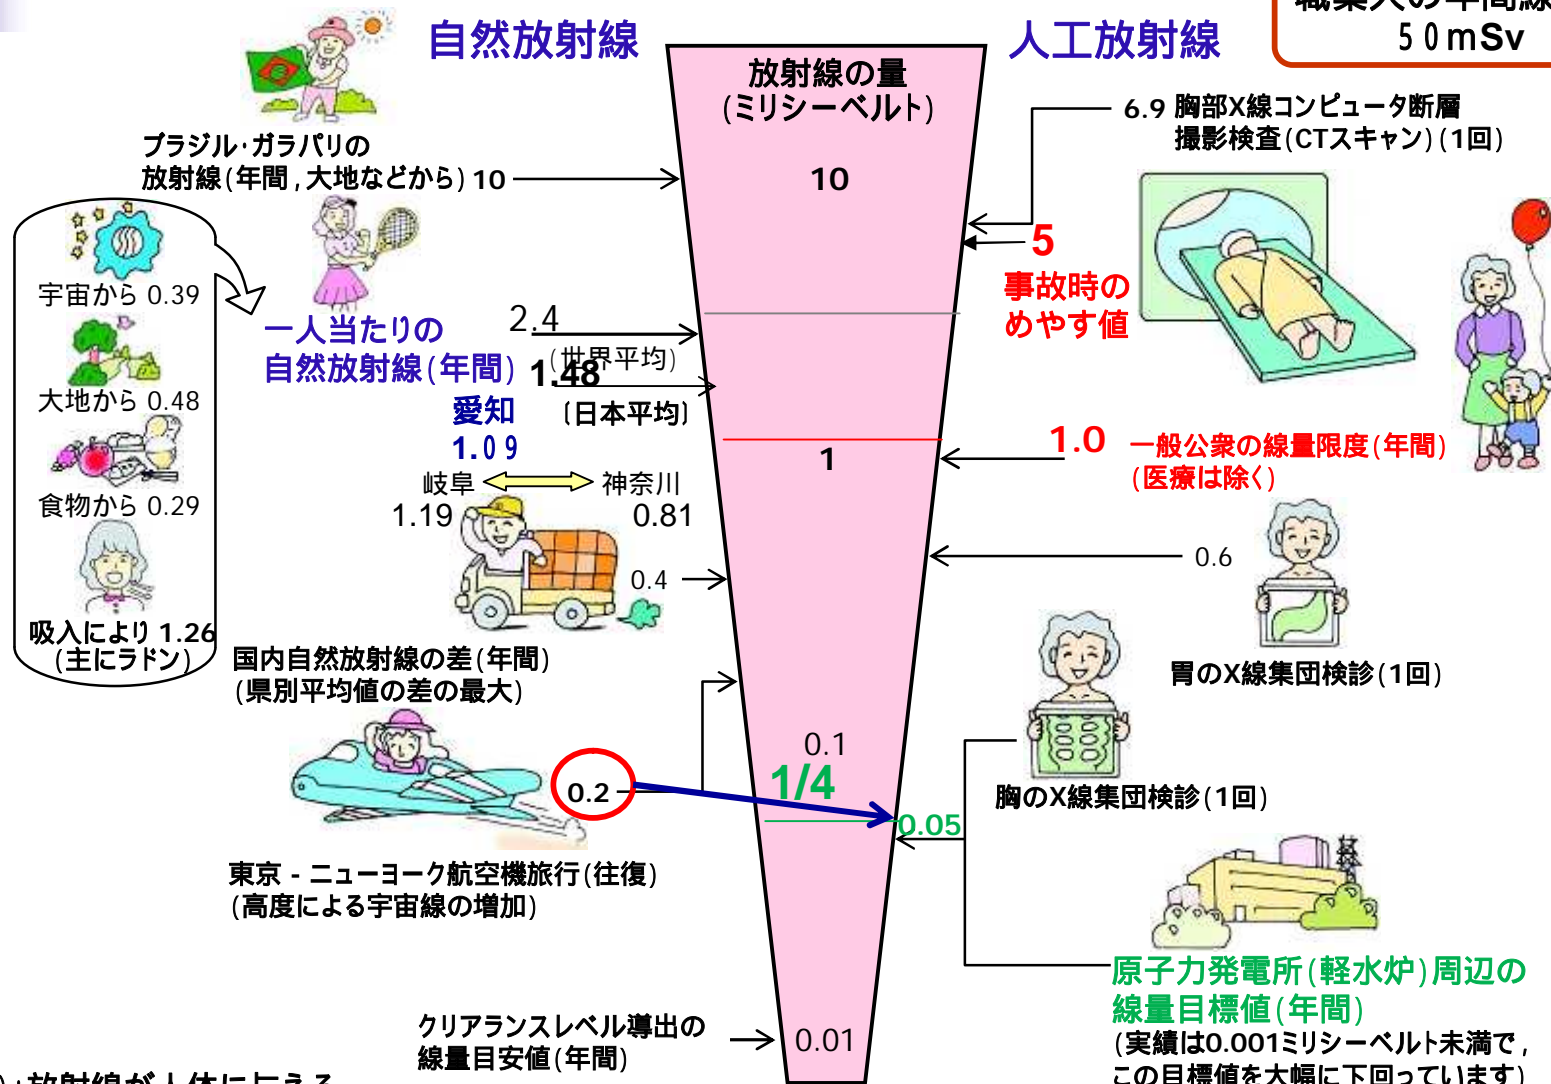 自然放射線
人工放射線
50mSv
放射線の量
(ミリシーベルト)
ブラジル・ガラパリの
放射線(年間,大地などから)10
10
6.9 胸部X線コンピュータ断層
撮影検査(CTスキャン)(1回)
5
事故時の
めやす値
宇宙から 0.39
大地から 0.48
食物から 0.29
吸入により 1.26
(主にラドン)
一人当たりの
自然放射線(年間)
2.4
(世界平均)
1.48
(日本平均)
愛知
1.09
岐阜
神奈川
1.19
0.81
0.4
国内自然放射線の差(年間)
(県別平均値の差の最大)
1
1.0 一般公衆の線量限度(年間)
(医療は除く)
0.6
胃のX線集団検診(1回)
胸のX線集団検診(1回)
0.1
1/4
0.2
0.05
東京 - ニューヨーク航空機旅行(往復)
(高度による宇宙線の増加)
原子力発電所(軽水炉)周辺の
線量目標値(年間)
(実績は0.001ミリシーベルト未満で,
この目標値を大幅に下回っています)
クリアランスレベル導出の
線量目安値(年間)
0.01